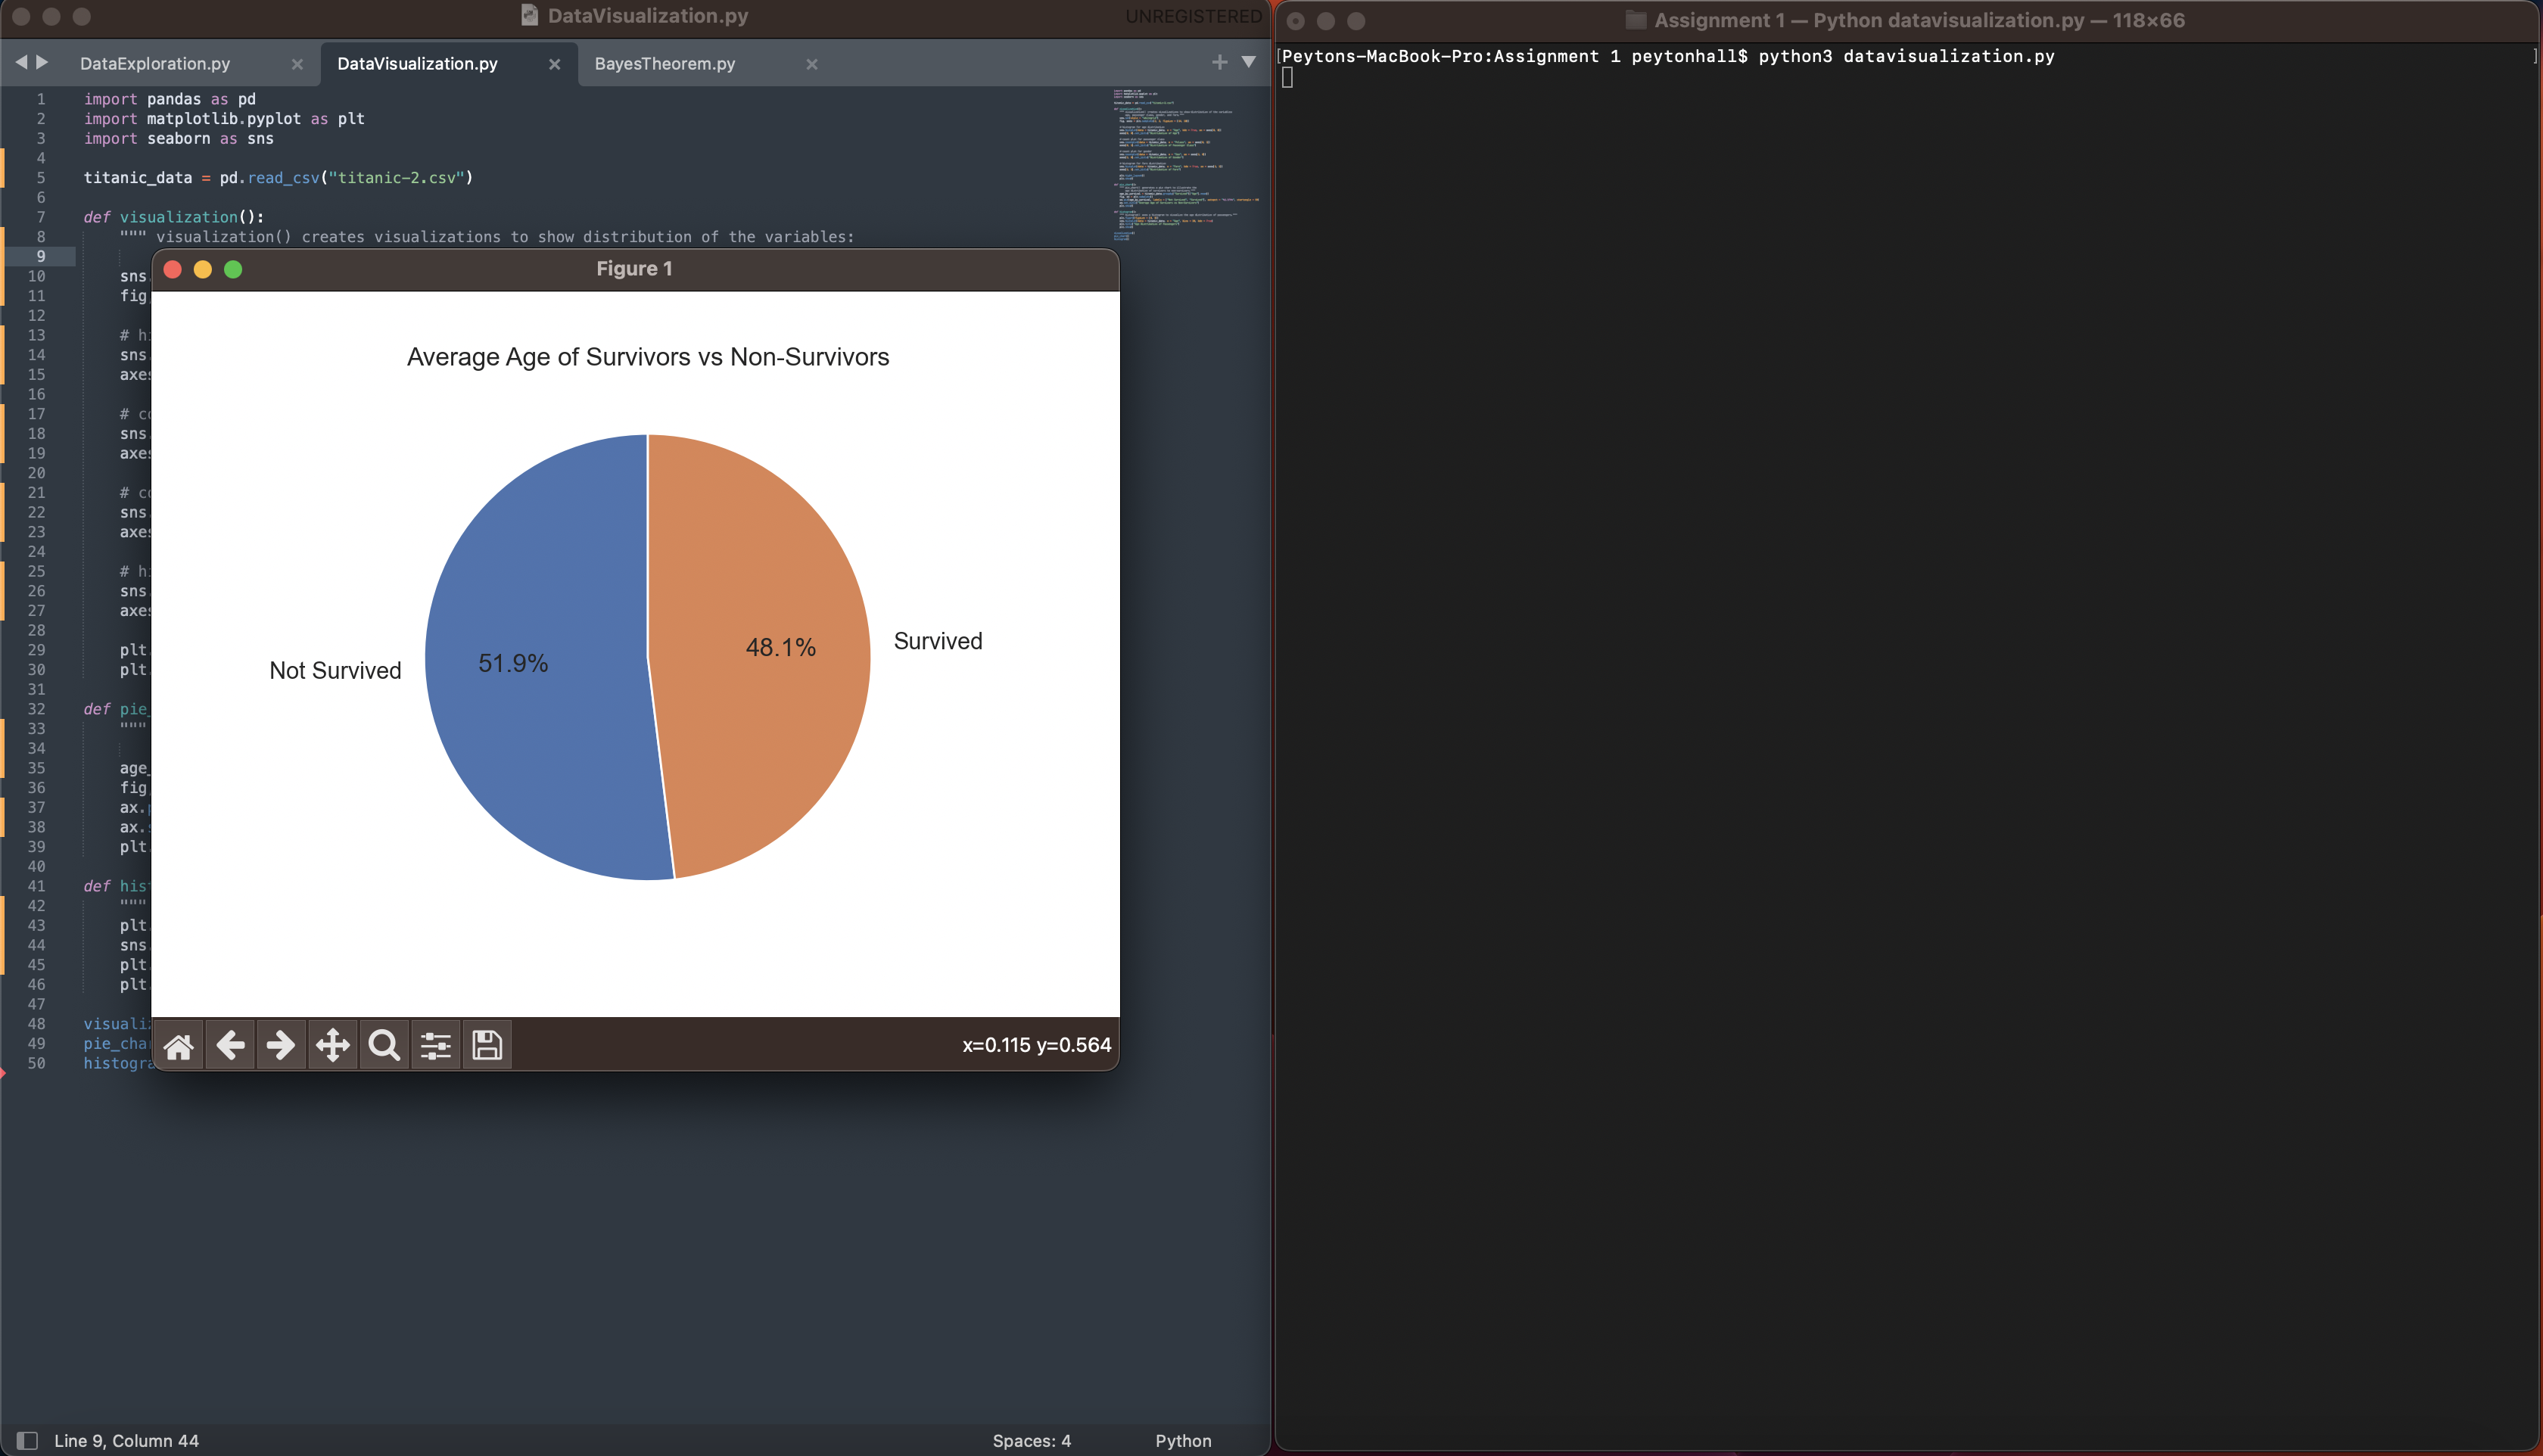 DataVisualization.py
UNREGISTERED
DataExploration.py
DataVisualization.py
BayesTheorem.py
1 import pandas as pd
2 import matplotlib.pyplot as plt
3 import seaborn as sns
4
5 titanic_data = pd.read_csv("titanic-2.csv")
6
7 def visualization():
8 """ visualization() creates visualizations to show distribution of the variables:
9
10 sns
11 fig
12
13 # h
14 sns
15 axes
16
17 # co
18 sns
19 axes
20
21 # co
22 sns
23 axes
24
25 # h
26 sns
27 axes
28
29 plt
30 plt
31
32 def pie_
33 """
34
35 age_
36 fig
37 ax.
38 ax.
39 plt
40
41 def his
42 """
43 plt
44 sns
45 plt
46 plt
47
48 visuali
49 pie_cha
50 histogra
Figure 1
Average Age of Survivors vs Non-Survivors
Not Survived
51.9%
48.1%
Survived
x=0.115 y=0.564
Line 9, Column 44
Spaces: 4
Python
Assignment 1 — Python datavisualization.py — 118×66
[Peytons-MacBook-Pro:Assignment 1 peytonhall$ python3 datavisualization.py ]